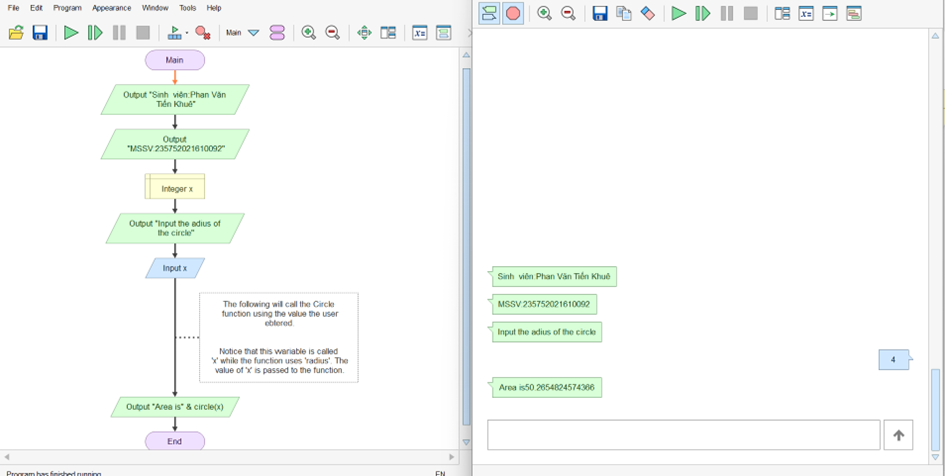 File Edit Program Appearance Window Tools Help
Main
Main
Output "Sinh viên:Phan Văn
Tiến Khuê"
Output
"MSSV:235752021610092"
Integer x
Output "Input the adius of
the circle"
Input x
The following will call the Circle
function using the value the user
ebtered.
Notice that this wariable is called
'x' while the function uses 'radius'. The
value of 'x' is passed to the function.
Output "Area is" & circle(x)
End
Program has finished running
EN
Sinh viên:Phan Văn Tiến Khuê
MSSV:235752021610092
Input the adius of the circle
4
Area is50.2654824574366